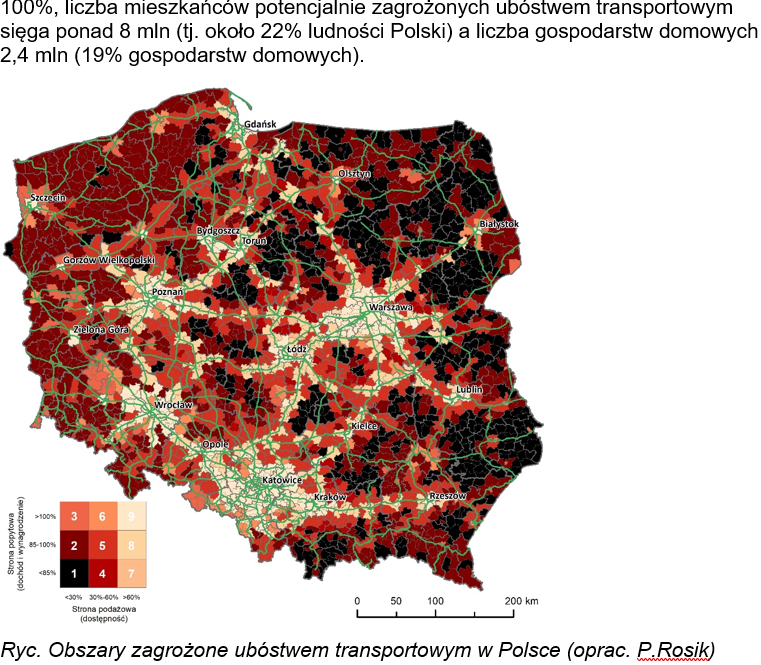 100%, liczba mieszkańców potencjalnie zagrożonych ubóstwem transportowym
sięga ponad 8 mln (tj. około 22% ludności Polski) a liczba gospodarstw domowych
2,4 mln (19% gospodarstw domowych).
Gdańsk
Olsztyn
Szczecin
Białystok
Bydgoszcz
Toruń
Gorzów Wielkopolski
Poznań
Warszawa
Zielona Góra
Łódź
Lublin
Wrocław
Kielce
Opole
Katowice
Kraków
Rzeszów
Strona popytowa
(dochód i wynagrodzenie)
>100% 3 6 9
85-100% 2 5 8
<85% 1 4 7
<30% 30%-60% >60%
Strona podażowa
(dostępność)
0 50 100 200 km
Ryc. Obszary zagrożone ubóstwem transportowym w Polsce (oprac. P.Rosik)